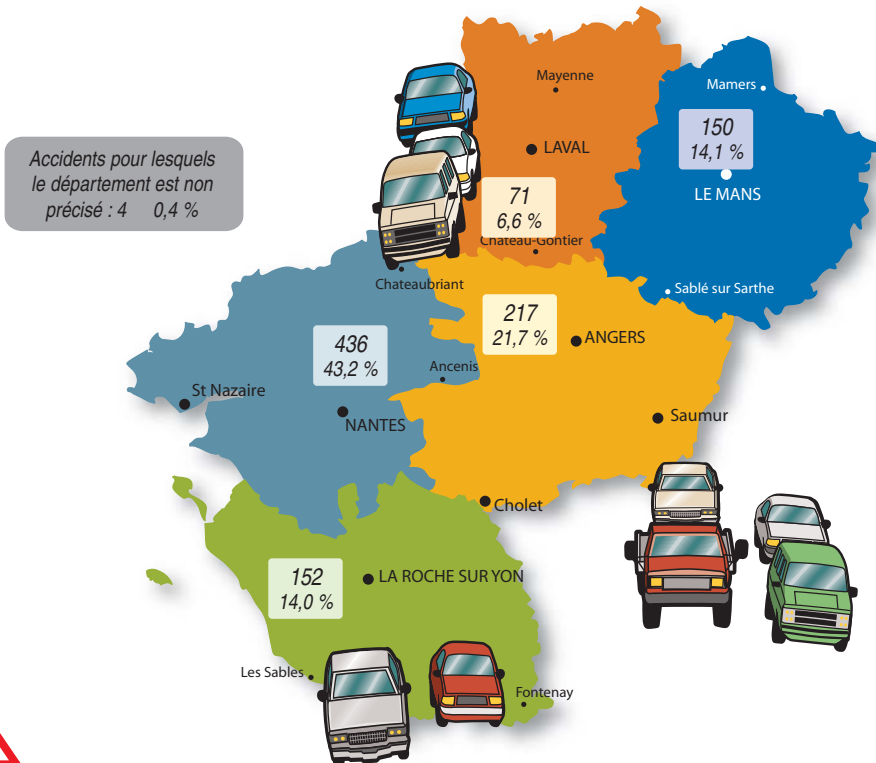 Mayenne
Mamers
Accidents pour lesquels
le département est non
précisé : 4 0,4 %
LAVAL
150
14,1 %
LE MANS
71
6,6 %
Chateau-Gontier
Chateaubriant
Sablé sur Sarthe
217
21,7 %
ANGERS
436
43,2 %
Ancenis
St Nazaire
NANTES
Saumur
Cholet
152
14,0 %
LA ROCHE SUR YON
Les Sables
Fontenay